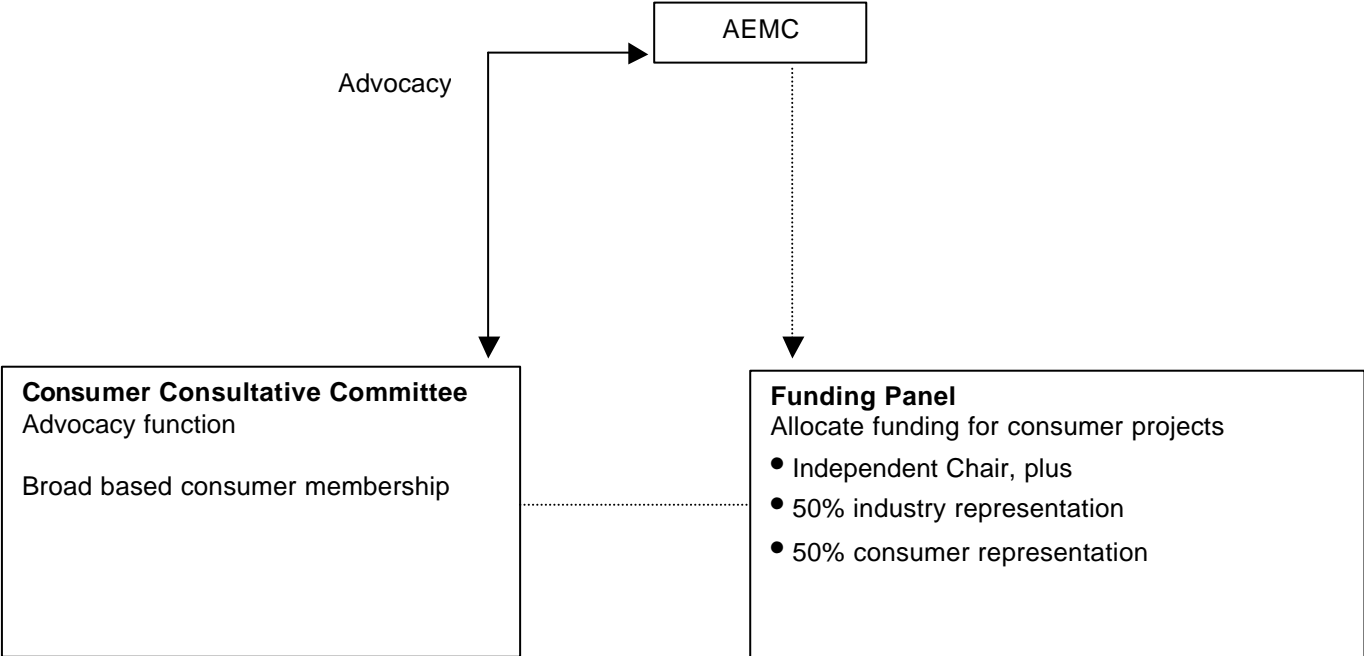 AEMC
Advocacy
Consumer Consultative Committee
Advocacy function
Broad based consumer membership
Funding Panel
Allocate funding for consumer projects
• Independent Chair, plus
• 50% industry representation
• 50% consumer representation